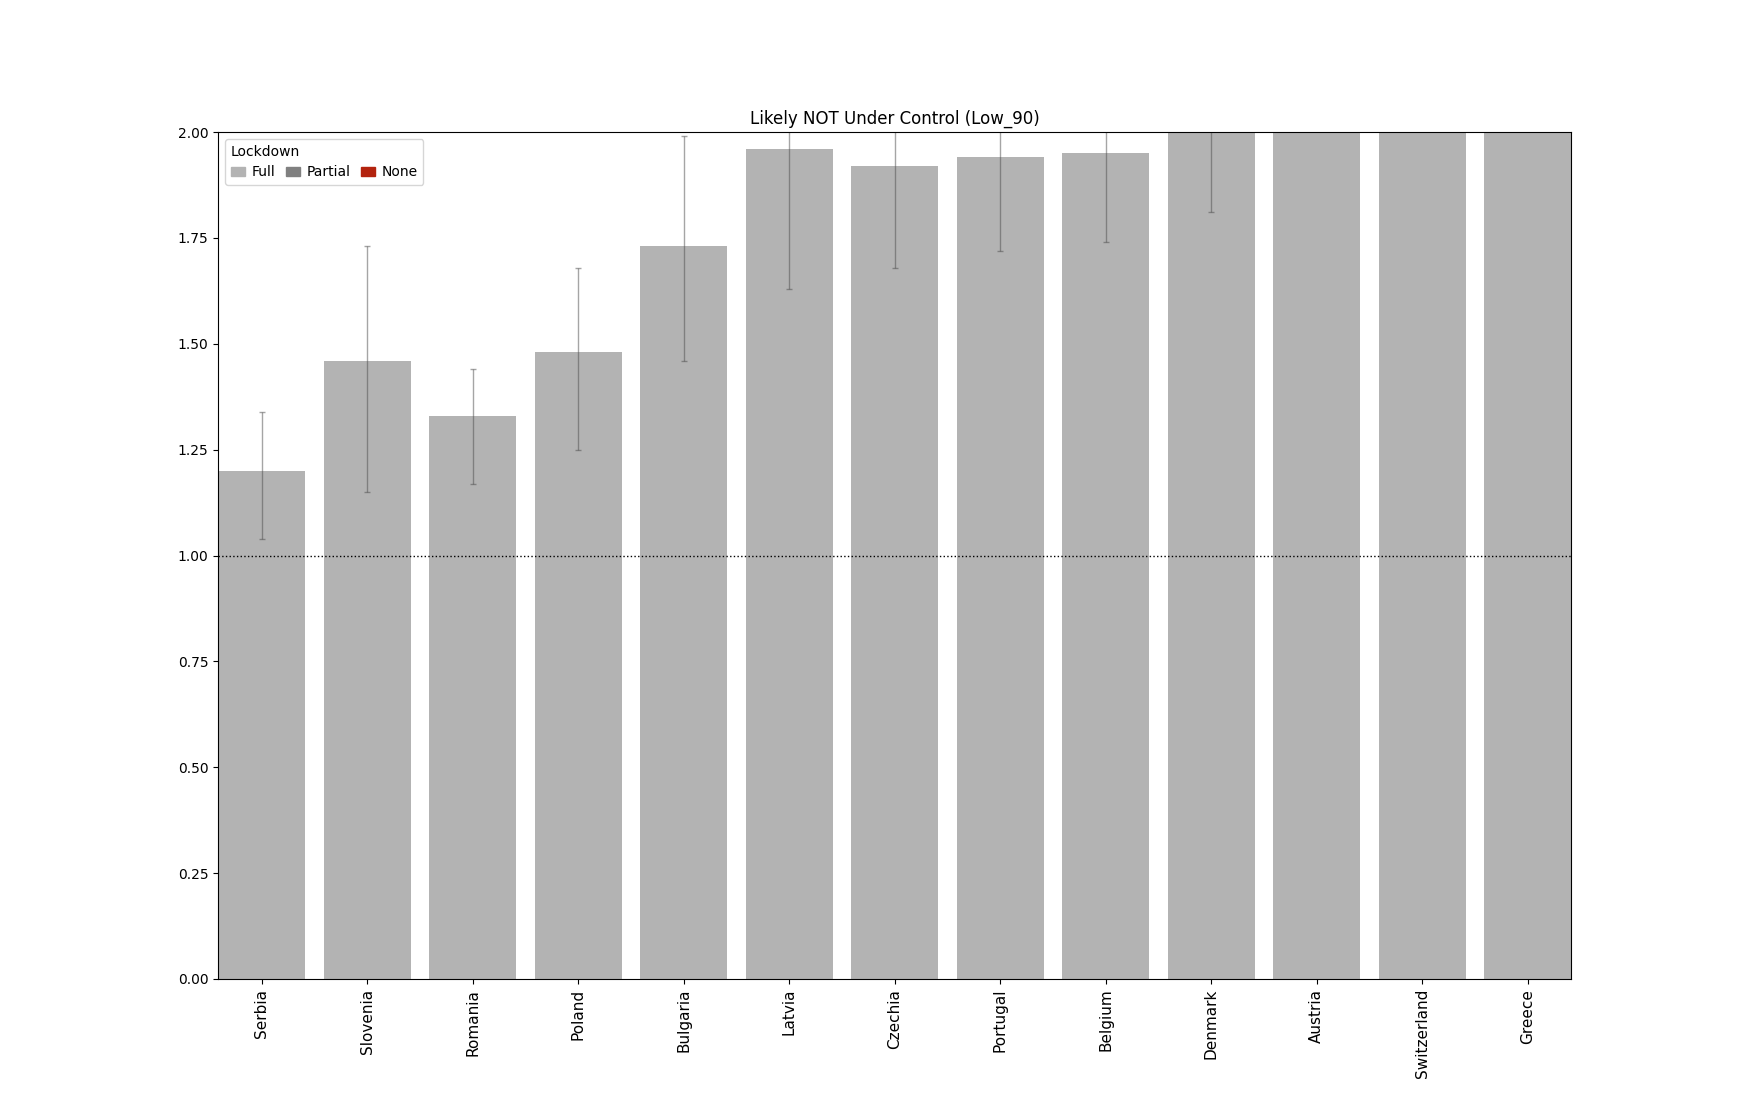 Likely NOT Under Control (Low_90)
Lockdown
Full Partial None
2.00
1.75
1.50
1.25
1.00
0.75
0.50
0.25
0.00
Serbia
Slovenia
Romania
Poland
Bulgaria
Latvia
Czechia
Portugal
Belgium
Denmark
Austria
Switzerland
Greece